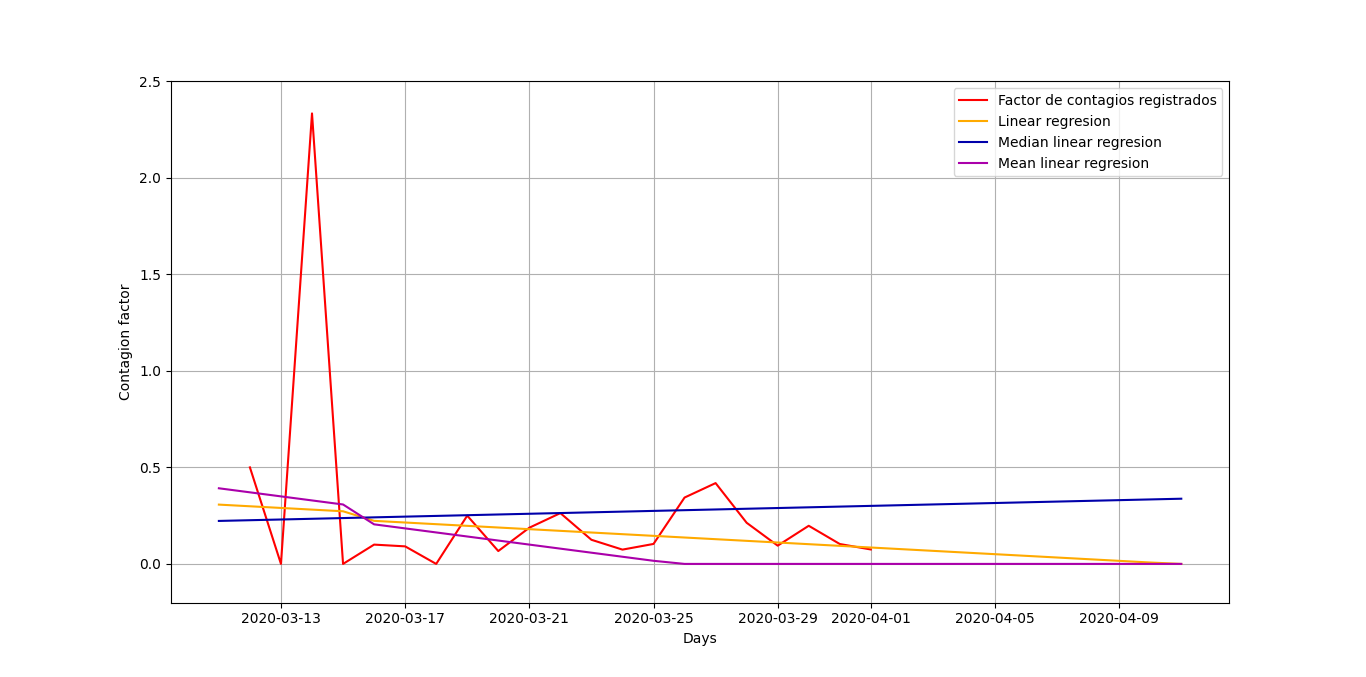 2.5
2.0
1.5
1.0
0.5
0.0
Contagion factor
Factor de contagios registrados
Linear regresion
Median linear regresion
Mean linear regresion
2020-03-13 2020-03-17 2020-03-21 2020-03-25 2020-03-29 2020-04-01 2020-04-05 2020-04-09
Days